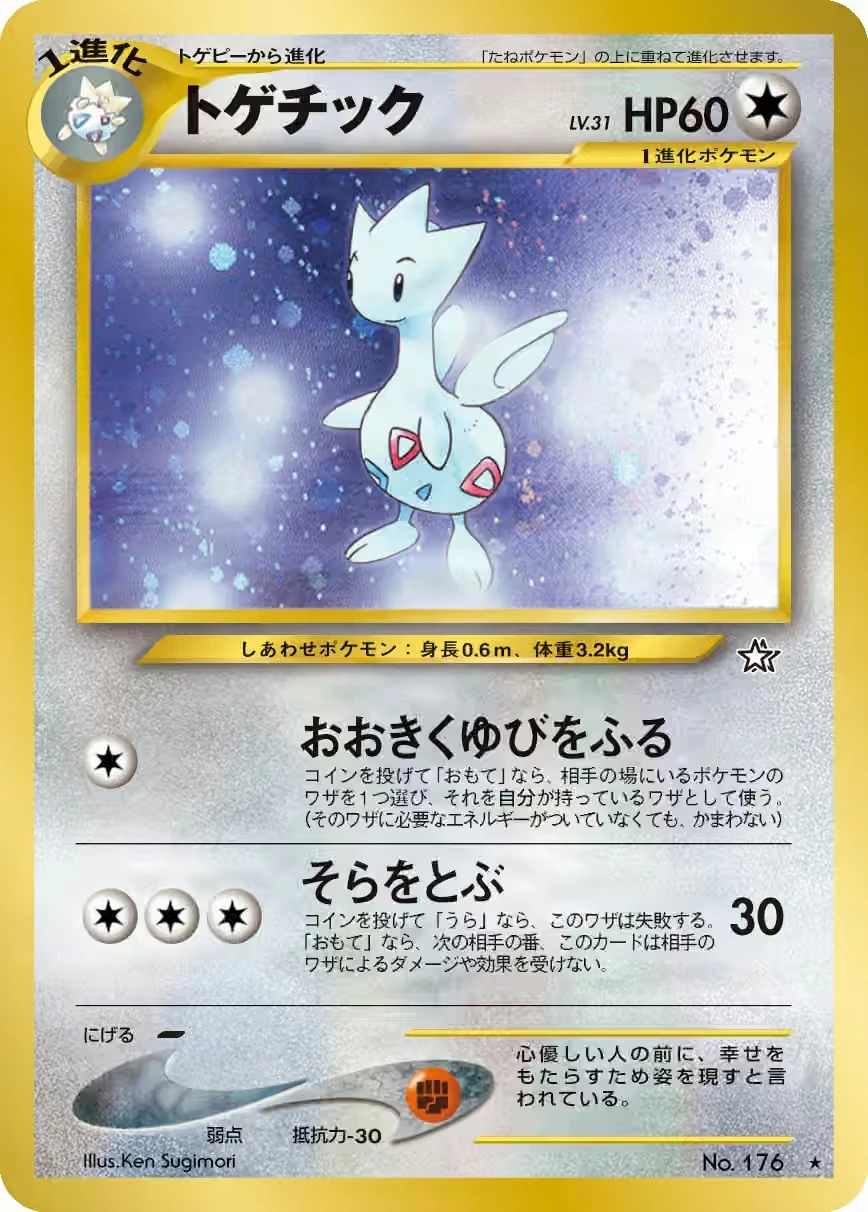 1進化
トゲピーから進化
「たねポケモン」の上に重ねて進化させます。
トゲチック
LV.31 HP60
1進化ポケモン
しあわせポケモン：身長0.6m、体重3.2kg
おおきくゆびをふる
コインを投げて「おもて」なら、相手の場にいるポケモンの
ワザを1つ選び、それを自分が持っているワザとして使う。
(そのワザに必要なエネルギーがついていなくても、かまわない)
そらをとぶ
30
コインを投げて「うら」なら、このワザは失敗する。
「おもて」なら、次の相手の番、このカードは相手の
ワザによるダメージや効果を受けない。
にげる
弱点
抵抗力-30
心優しい人の前に、幸せを
もたらすため姿を現すと言
われている。
Illus.Ken Sugimori
No. 176 ★